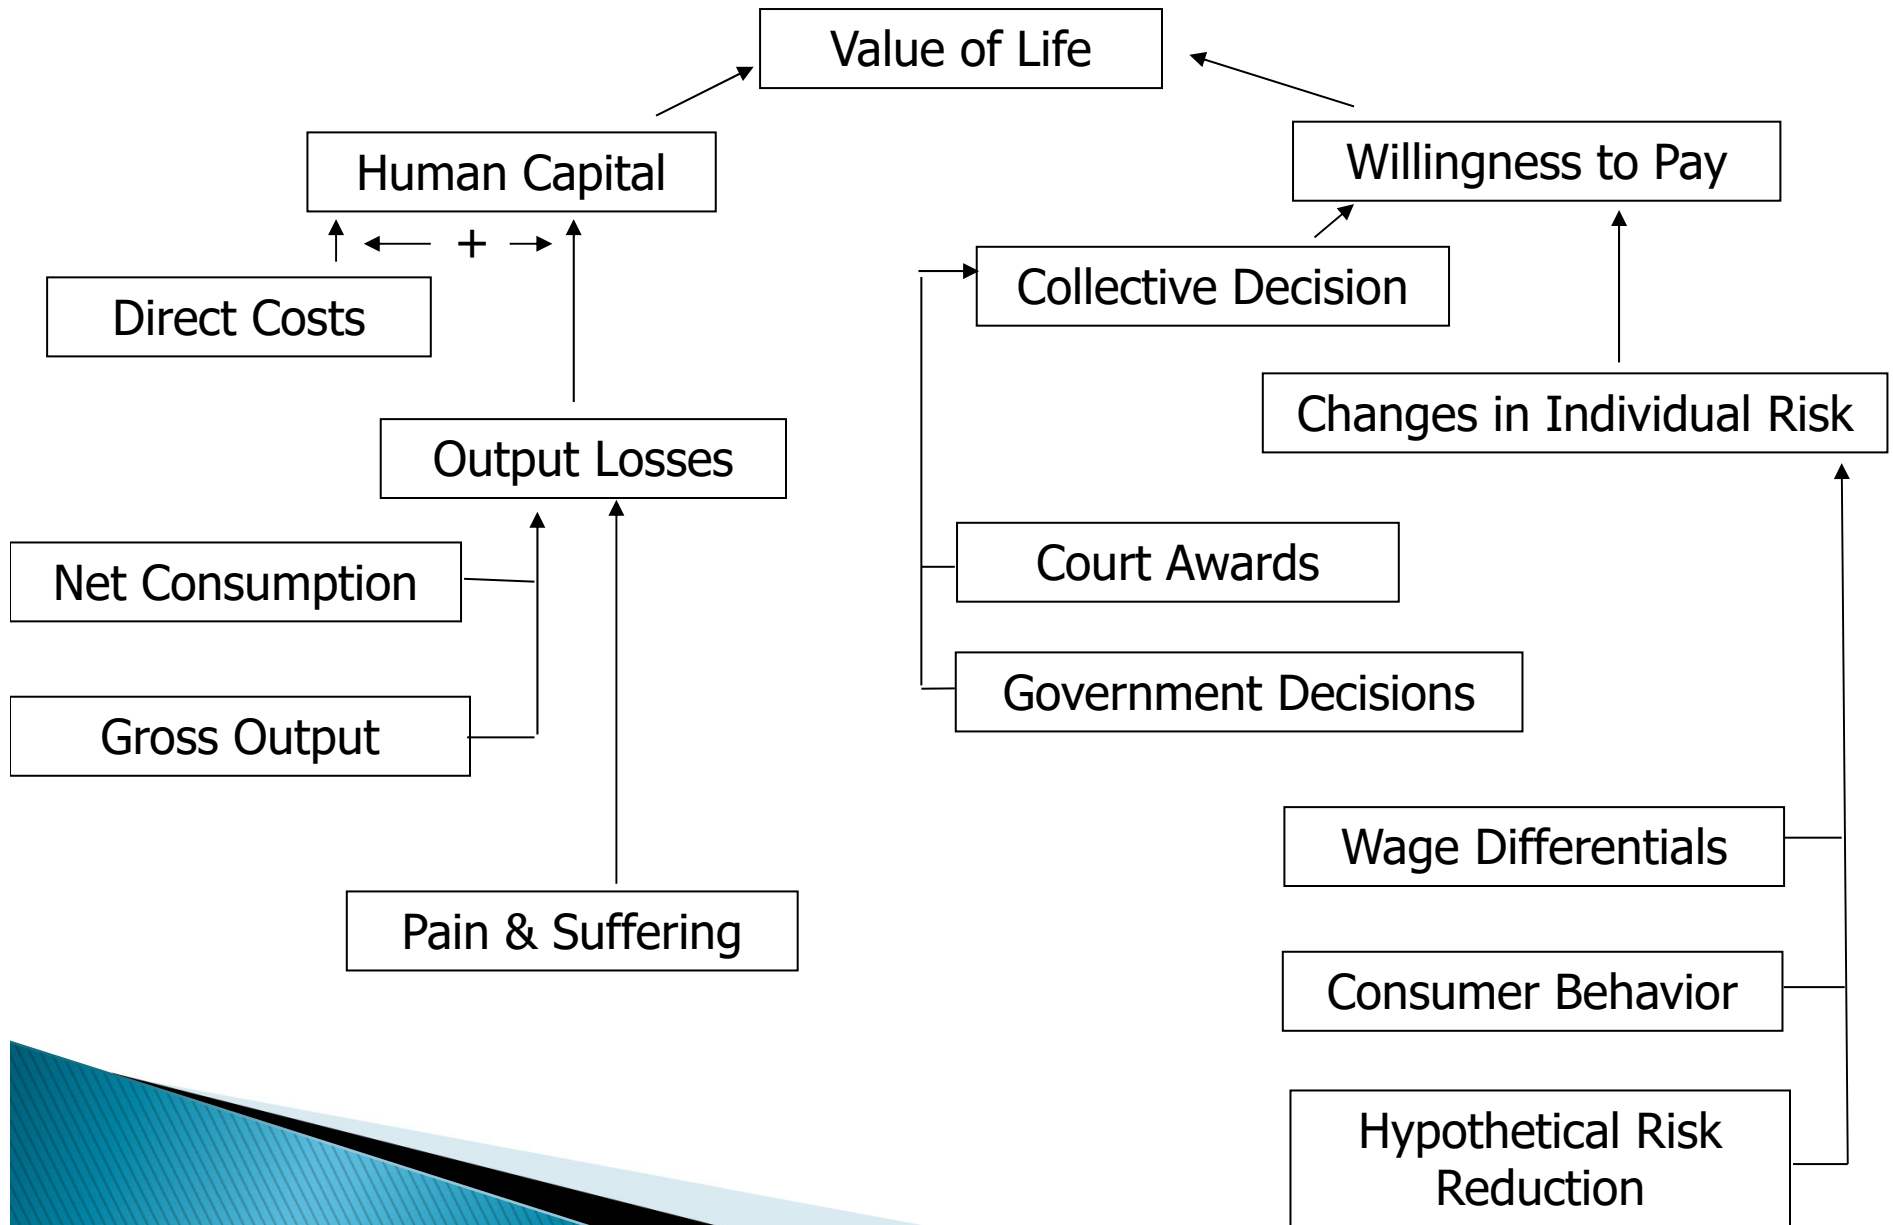 Value of Life
Human Capital
Willingness to Pay
+
Direct Costs
Collective Decision
Output Losses
Changes in Individual Risk
Net Consumption
Court Awards
Gross Output
Government Decisions
Pain & Suffering
Wage Differentials
Consumer Behavior
Hypothetical Risk
Reduction